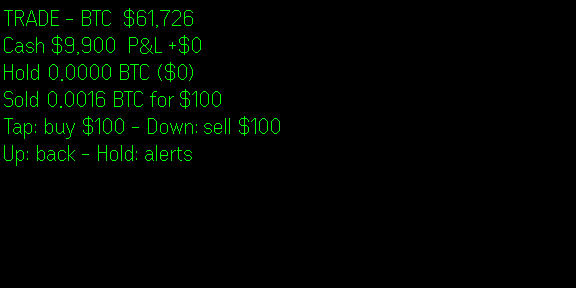 TRADE - BTC $61,726
Cash $9,900 P&L +$0
Hold 0.0000 BTC ($0)
Sold 0.0016 BTC for $100
Tap: buy $100 - Down: sell $100
Up: back - Hold: alerts